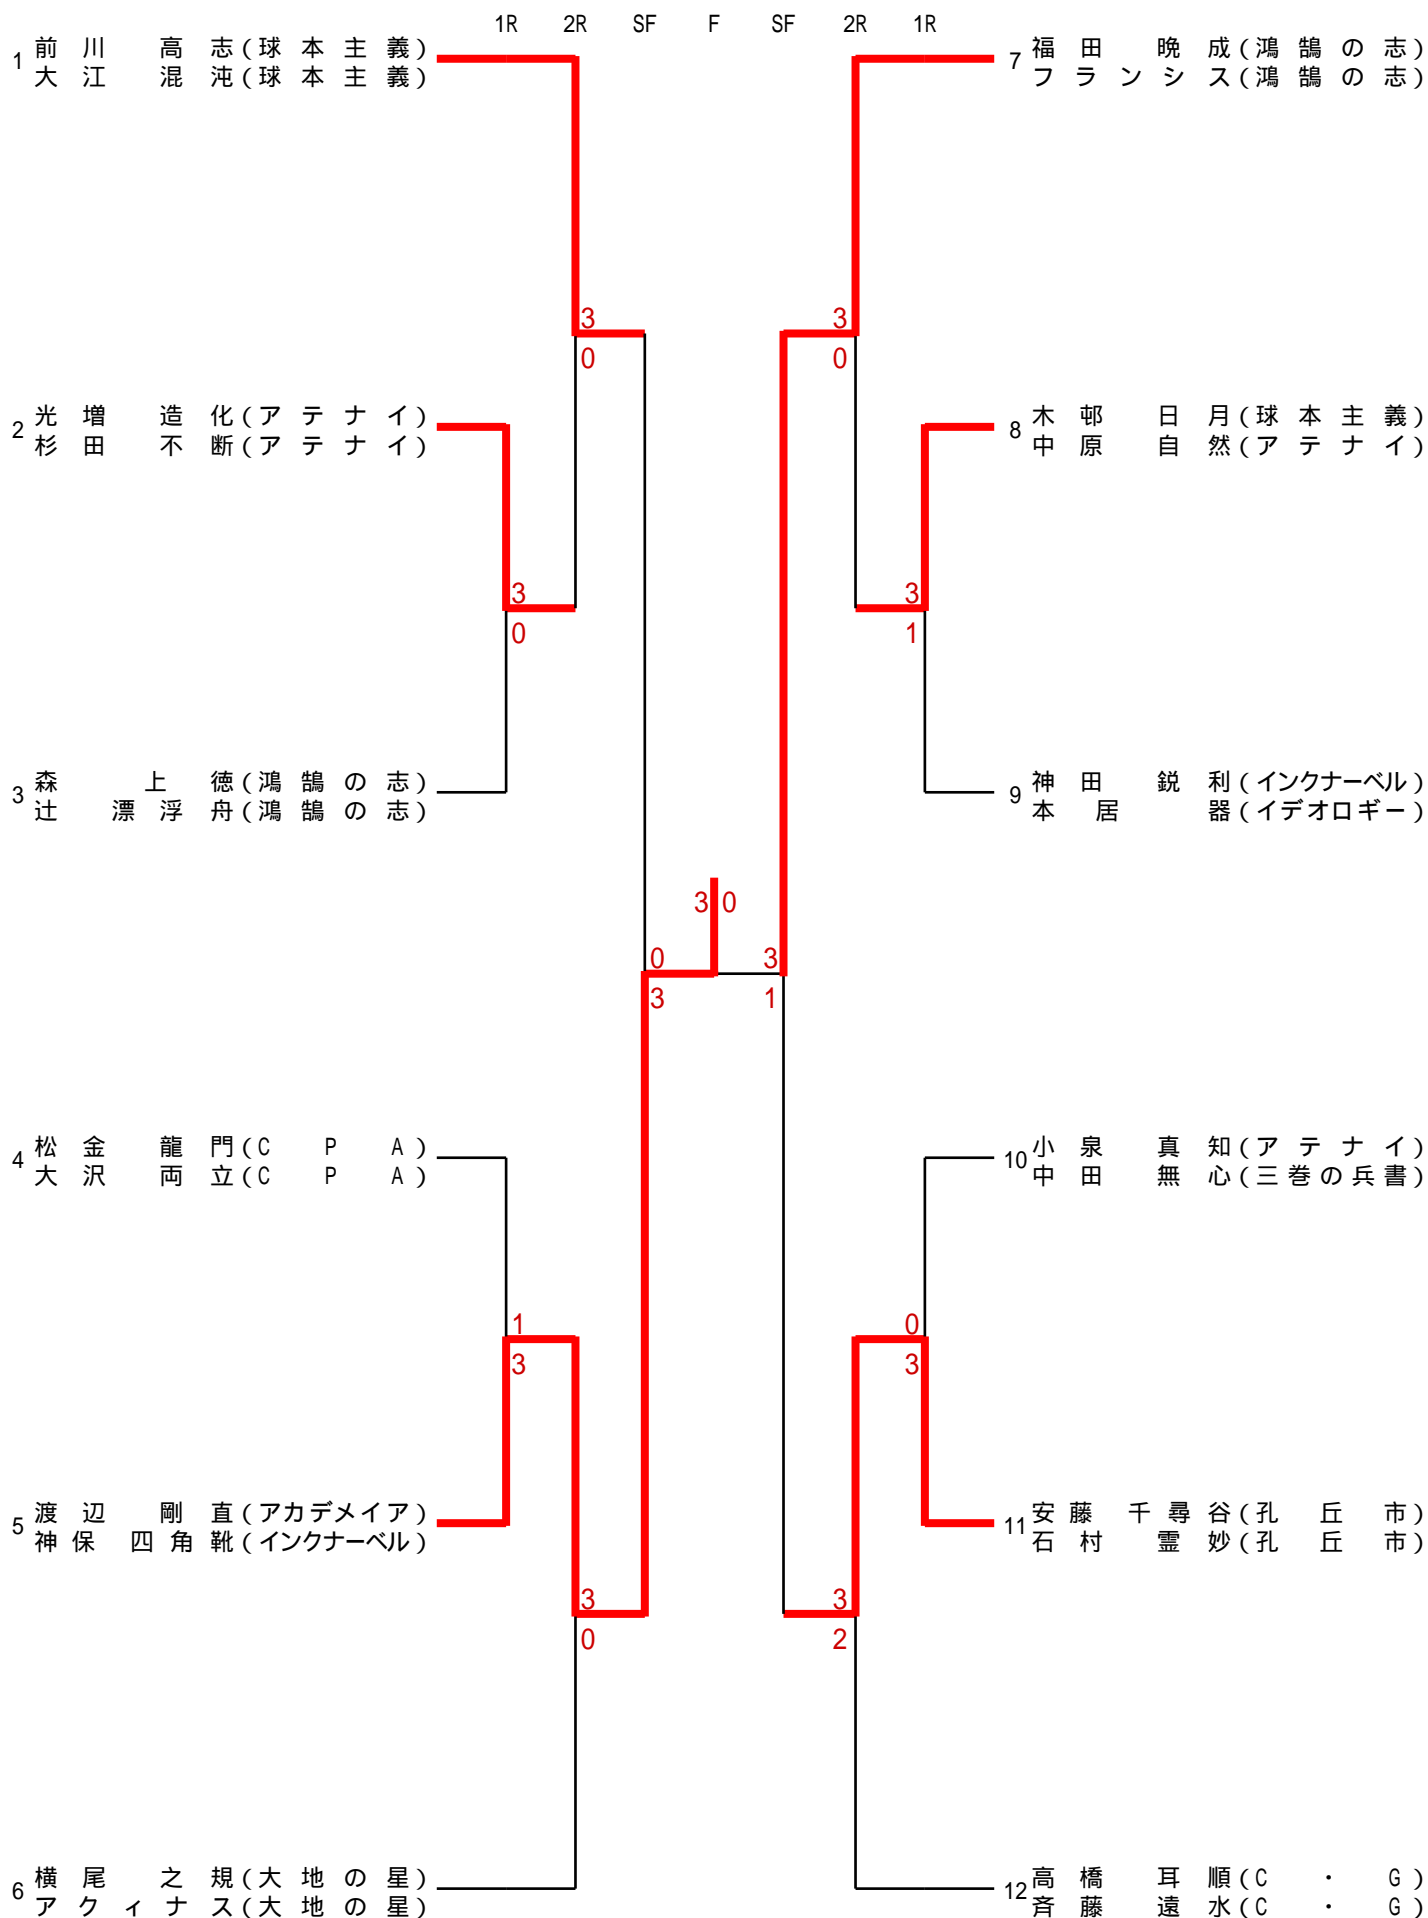 1R 2R SF F SF 2R 1R
1 前川 高志(球本主義)
大江 混沌(球本主義)
7 福田 晩成(鴻鵠の志)
フランシス(鴻鵠の志)
3
0
3
0
2 光増 造化(アテナイ)
杉田 不断(アテナイ)
8 木邨 日月(球本主義)
中原 自然(アテナイ)
3
0
3
1
3 森 上徳(鴻鵠の志)
辻 漂浮舟(鴻鵠の志)
9 神田 鋭利(インクナーベル)
本居 器(イデオロギー)
3 0
0
3
3
1
4 松金 龍門(CPA)
大沢 両立(CPA)
10 小泉 真知(アテナイ)
中田 無心(三巻の兵書)
1
3
0
3
5 渡辺 剛直(アカデメイア)
神保 四角靴(インクナーベル)
11 安藤 千尋谷(孔丘市)
石村 霊妙(孔丘市)
3
0
3
2
6 横尾 之規(大地の星)
アクィナス(大地の星)
12 高橋 耳順(C・G)
斉藤 遠水(C・G)